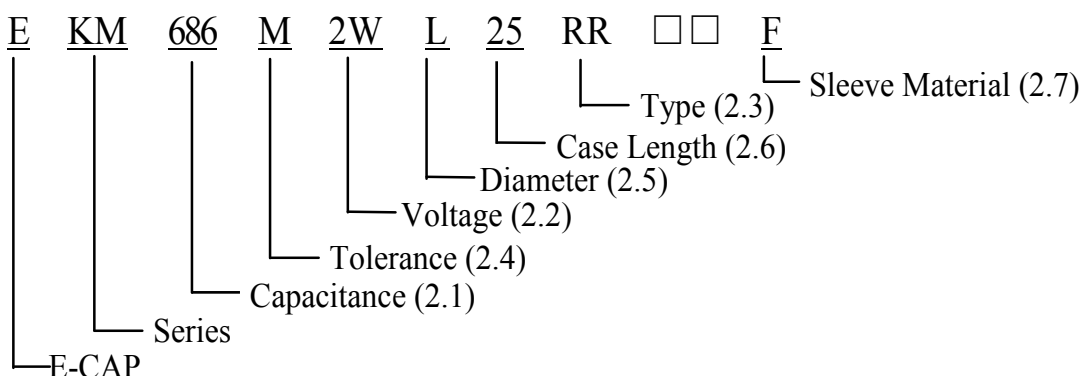 E KM 686 M 2W L 25 RR □□ F
Sleeve Material (2.7)
Type (2.3)
Case Length (2.6)
Diameter (2.5)
Voltage (2.2)
Tolerance (2.4)
Capacitance (2.1)
Series
E-CAP